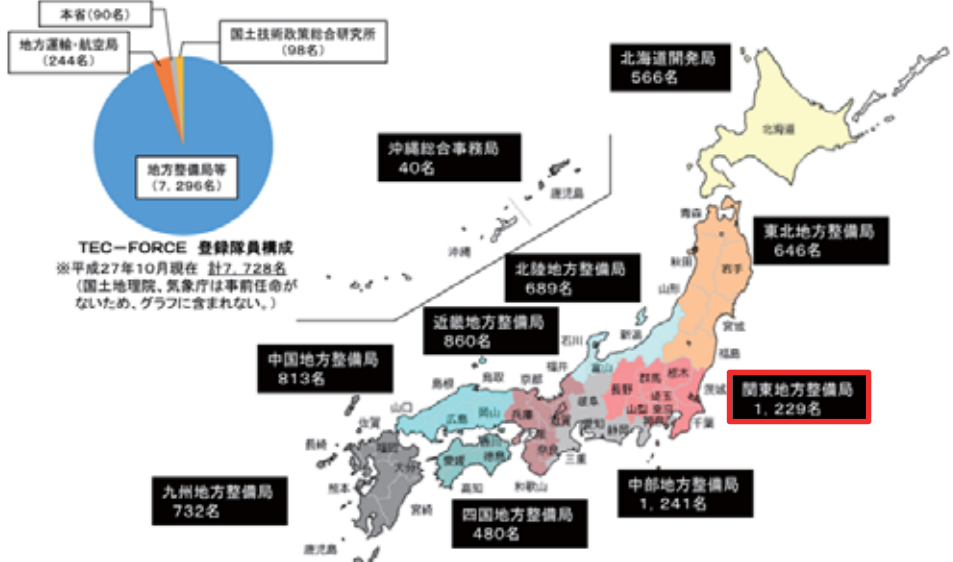 本省(90名)
地方運輸・航空局
(244名)
国土技術政策総合研究所
(98名)
地方整備局等
(7,296名)
TEC-FORCE 登録隊員構成
※平成27年10月現在 計7,728名
(国土地理院、気象庁は事前任命が
ないため、グラフに含まれない。)
北海道開発局
566名
北海道
沖縄総合事務局
40名
鹿児島
沖縄
青森
東北地方整備局
646名
秋田
岩手
北陸地方整備局
689名
山形
宮城
近畿地方整備局
860名
石川
新潟
福島
中国地方整備局
813名
福井
富山
群馬
栃木
関東地方整備局
1,229名
島根
鳥取
京都
長野
茨城
岐阜
埼玉
山口
広島
岡山
兵庫
滋賀
愛知
静岡
山梨
東京
千葉
佐賀
長崎
福岡
大分
愛媛
香川
徳島
奈良
三重
熊本
高知
和歌山
中部地方整備局
1,241名
九州地方整備局
732名
宮崎
四国地方整備局
480名
鹿児島